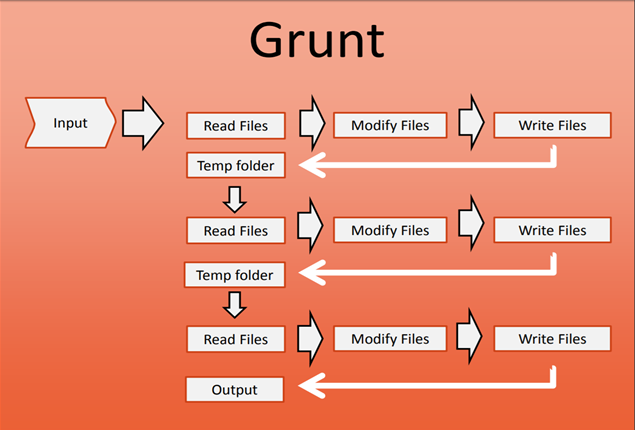 Grunt
Input
Read Files
Modify Files
Write Files
Temp folder
Read Files
Modify Files
Write Files
Temp folder
Read Files
Modify Files
Write Files
Output